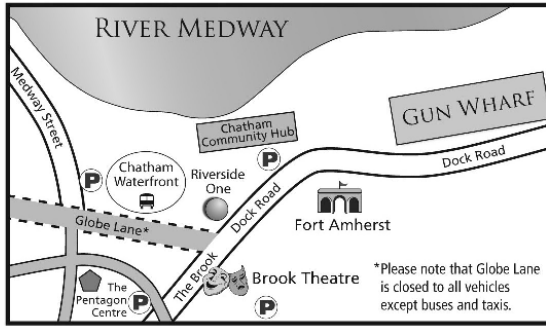 RIVER MEDWAY
Medway Street
GUN WHARF
Chatham
Community Hub
P
Dock Road
P
Chatham
Waterfront
Riverside
One
Dock Road
Fort Amherst
Globe Lane*
The Brook
Brook Theatre
The
Pentagon
Centre
P
P
*Please note that Globe Lane
is closed to all vehicles
except buses and taxis.